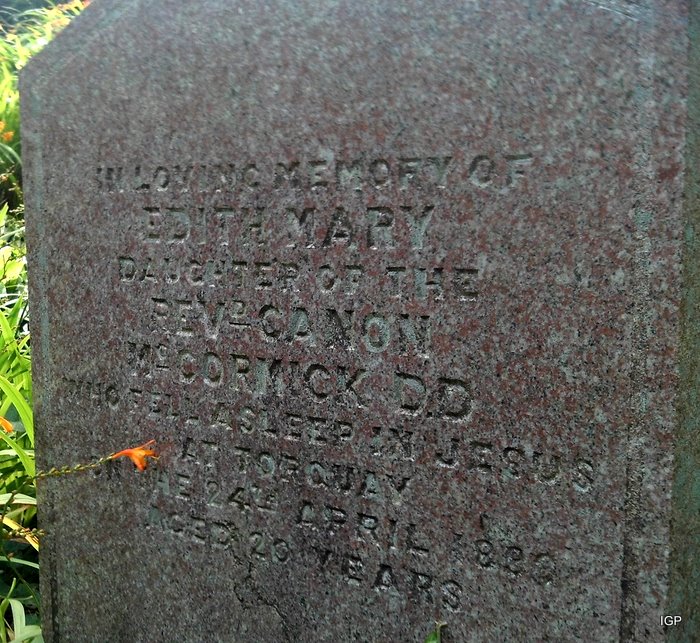 IN LOVING MEMORY OF
EDITH MARY
DAUGHTER OF THE
REVD CANON
McCORMICK D.D
WHO FELL ASLEEP IN JESUS
AT TORQUAY
THE 24TH APRIL
AGED 20 YEARS
IGP